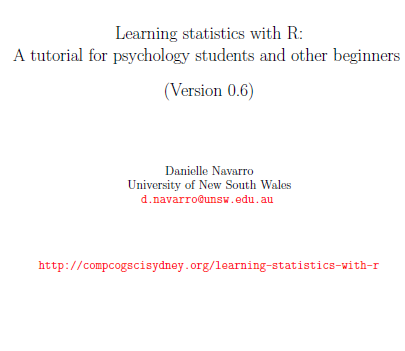 Learning statistics with R:
A tutorial for psychology students and other beginners
(Version 0.6)
Danielle Navarro
University of New South Wales
d.navarro@unsw.edu.au
http://compcogscisydney.org/learning-statistics-with-r